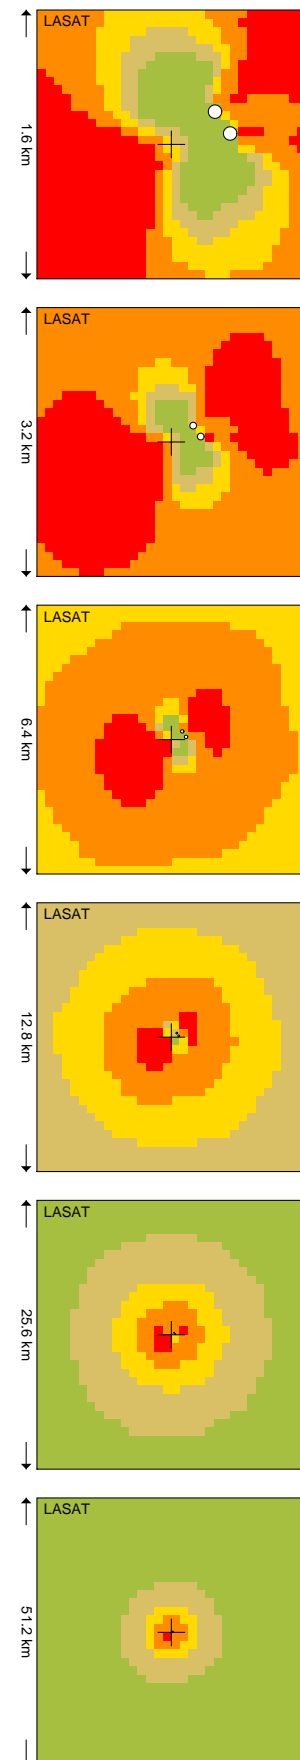 LASAT
1.6 km
LASAT
3.2 km
LASAT
6.4 km
LASAT
12.8 km
LASAT
25.6 km
LASAT
51.2 km